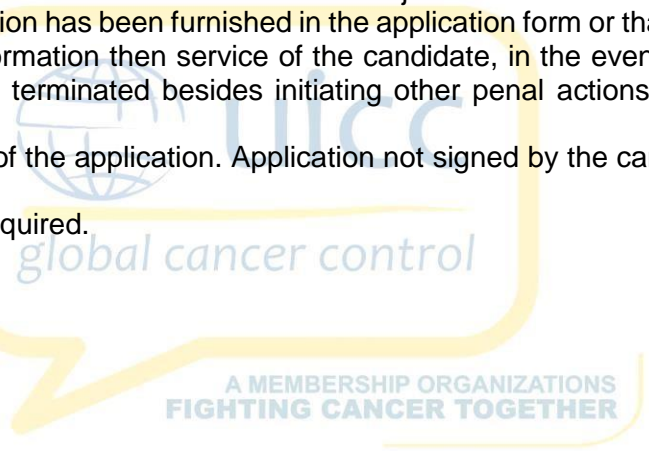 ion has been furnished in the application form or tha
ormation then service of the candidate, in the even
terminated besides initiating other penal actions
uicc
of the application. Application not signed by the ca
quired.
global cancer control
A MEMBERSHIP ORGANIZATIONS
FIGHTING CANCER TOGETHER